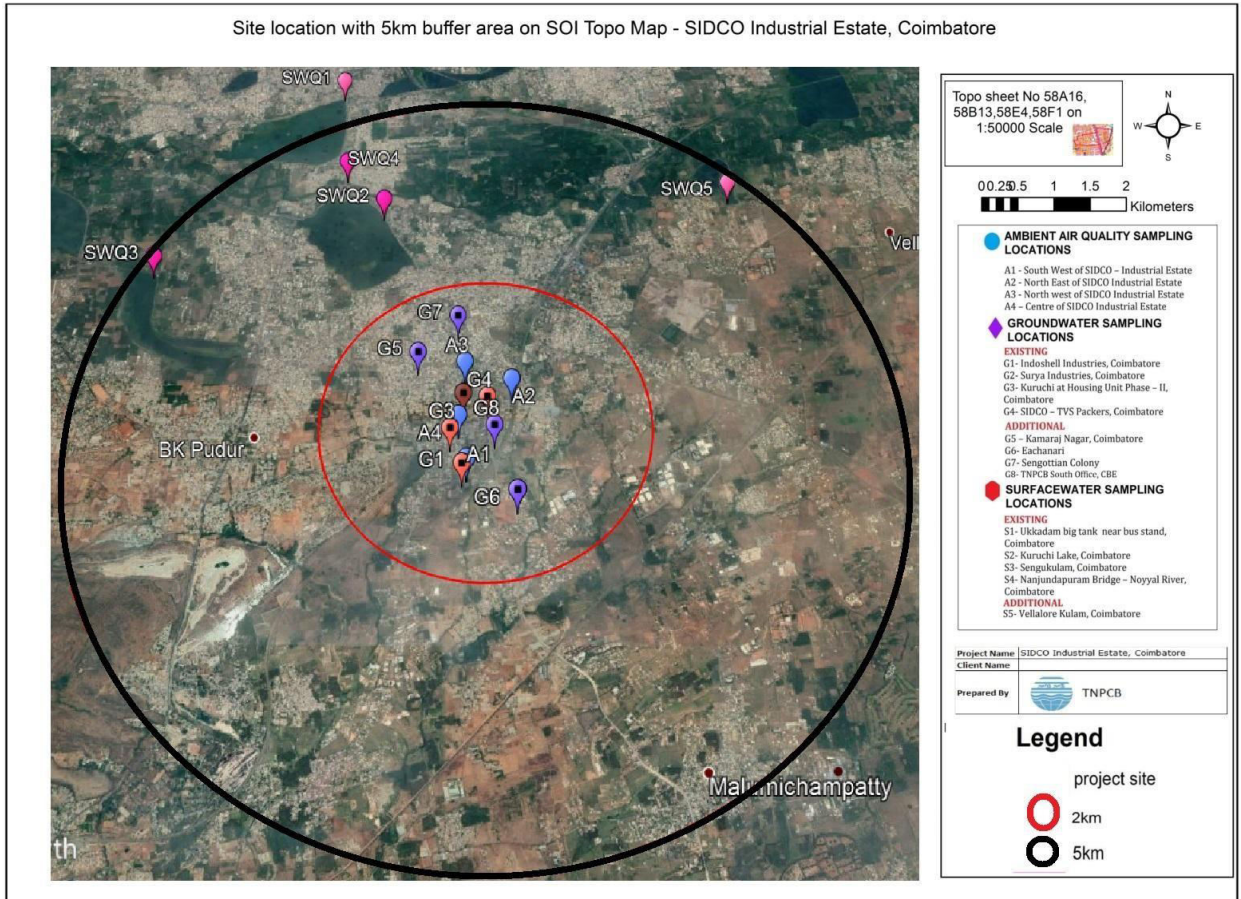 Site location with 5km buffer area on SOI Topo Map - SIDCO Industrial Estate, Coimbatore
SWQ1
SWQ4
SWQ2
SWQ5
SWQ3
Vell
G7
A3
G5
G4
A2
G3
G8
A4
BK Pudur
G1
A1
G6
Malumichampatty
th
Topo sheet No 58A16,
58B13,58E4,58F1 on
1:50000 Scale
N
W
E
S
0 0.25 0.5 1 1.5 2
Kilometers
AMBIENT AIR QUALITY SAMPLING
LOCATIONS
A1 - South West of SIDCO – Industrial Estate
A2 - North East of SIDCO Industrial Estate
A3 - North west of SIDCO Industrial Estate
A4 – Centre of SIDCO Industrial Estate
GROUNDWATER SAMPLING
LOCATIONS
EXISTING
G1- Indoshell Industries, Coimbatore
G2- Surya Industries, Coimbatore
G3- Kuruchi at Housing Unit Phase – II,
Coimbatore
G4- SIDCO – TVS Packers, Coimbatore
ADDITIONAL
G5 – Kamaraj Nagar, Coimbatore
G6- Eachanari
G7- Sengottian Colony
G8- TNPCB South Office, CBE
SURFACEWATER SAMPLING
LOCATIONS
EXISTING
S1- Ukkadam big tank near bus stand,
Coimbatore
S2- Kuruchi Lake, Coimbatore
S3- Sengukulam, Coimbatore
S4- Nanjundapuram Bridge – Noyyal River,
Coimbatore
ADDITIONAL
S5- Vellalore Kulam, Coimbatore
Project Name SIDCO Industrial Estate, Coimbatore
Client Name
Prepared By TNPCB
Legend
project site
2km
5km